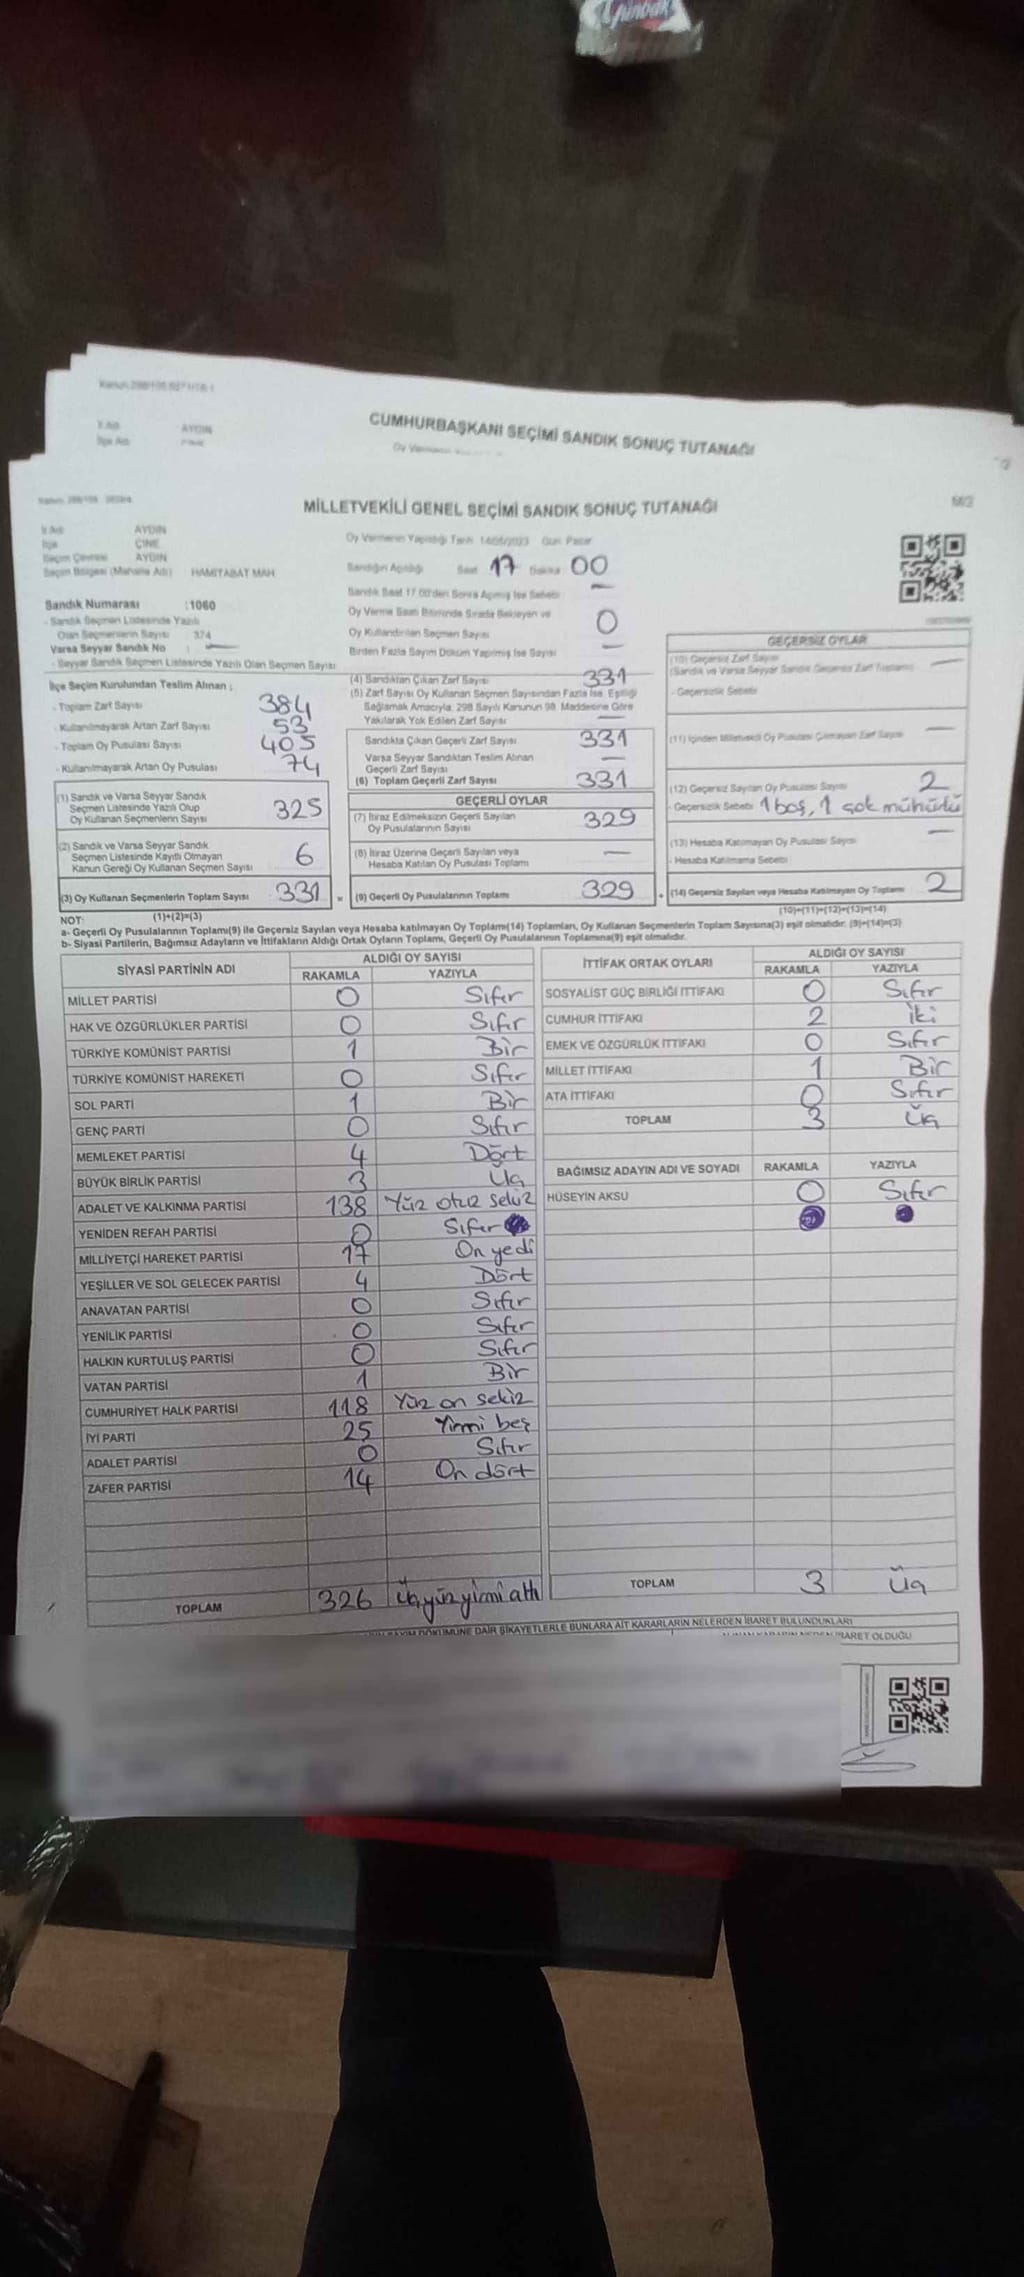 CUMHURBAŞKANI SEÇİMİ SANDIK SONUÇ TUTANAĞI
AYDIN
MİLLETVEKİLİ GENEL SEÇİMİ SANDIK SONUÇ TUTANAĞI
İl Adı AYDIN
İlçe ÇİNE
Seçim Çevresi AYDIN
Seçim Bölgesi (Mahalle Adı) : HAMİTABAT MAH.
Sandık Numarası : 1060
- Sandık Seçmen Listesinde Yazılı
Olan Seçmenlerin Sayısı : 374
Varsa Seyyar Sandık No : —
- Seyyar Sandık Seçmen Listesinde Yazılı Olan Seçmen Sayısı
Oy Vermenin Yapıldığı Tarih 14/05/2023 Gün Pazar
Sandığın Açıldığı Saat 17 Dakika 00
Sandık Saat 17.00'den Sonra Açılmış İse Sebebi —
Oy Verme Saati Bitiminde Sırada Bekleyen ve
Oy Kullandırılan Seçmen Sayısı 0
Birden Fazla Sayım Döküm Yapılmış İse Sayısı —
İlçe Seçim Kurulundan Teslim Alınan ;
- Toplam Zarf Sayısı 384
- Kullanılmayarak Artan Zarf Sayısı 53
- Toplam Oy Pusulası Sayısı 405
- Kullanılmayarak Artan Oy Pusulası 74
(1) Sandık ve Varsa Seyyar Sandık
Seçmen Listesinde Yazılı Olup
Oy Kullanan Seçmenlerin Sayısı 325
(2) Sandık ve Varsa Seyyar Sandık
Seçmen Listesinde Kayıtlı Olmayan
Kanun Gereği Oy Kullanan Seçmen Sayısı 6
(3) Oy Kullanan Seçmenlerin Toplam Sayısı 331 =
(4) Sandıktan Çıkan Zarf Sayısı 331
(5) Zarf Sayısı Oy Kullanan Seçmen Sayısından Fazla İse, Eşitliği
Sağlamak Amacıyla, 298 Sayılı Kanunun 98. Maddesine Göre
Yakılarak Yok Edilen Zarf Sayısı —
Sandıkta Çıkan Geçerli Zarf Sayısı 331
Varsa Seyyar Sandıktan Teslim Alınan
Geçerli Zarf Sayısı —
(6) Toplam Geçerli Zarf Sayısı 331
GEÇERLİ OYLAR
(7) İtiraz Edilmeksizin Geçerli Sayılan
Oy Pusulalarının Sayısı 329
(8) İtiraz Üzerine Geçerli Sayılan veya
Hesaba Katılan Oy Pusulası Toplamı —
(9) Geçerli Oy Pusulalarının Toplamı 329 +
GEÇERSİZ OYLAR
(10) Geçersiz Zarf Sayısı
(Sandık ve Varsa Seyyar Sandık Geçersiz Zarf Toplamı) —
- Geçersizlik Sebebi
(11) İçinden Milletvekili Oy Pusulası Çıkmayan Zarf Sayısı —
(12) Geçersiz Sayılan Oy Pusulası Sayısı 2
- Geçersizlik Sebebi 1 boş, 1 çok mühürlü
(13) Hesaba Katılmayan Oy Pusulası Sayısı —
- Hesaba Katılmama Sebebi
(14) Geçersiz Sayılan veya Hesaba Katılmayan Oy Toplamı 2
NOT: (1)+(2)=(3) (10)+(11)+(12)+(13)=(14)
a- Geçerli Oy Pusulalarının Toplamı(9) ile Geçersiz Sayılan veya Hesaba katılmayan Oy Toplamı(14) Toplamları, Oy Kullanan Seçmenlerin Toplam Sayısına(3) eşit olmalıdır. (9)+(14)=(3)
b- Siyasi Partilerin, Bağımsız Adayların ve İttifakların Aldığı Ortak Oyların Toplamı, Geçerli Oy Pusulalarının Toplamına(9) eşit olmalıdır.
SİYASİ PARTİNİN ADI ALDIĞI OY SAYISI
RAKAMLA YAZIYLA
MİLLET PARTİSİ 0 Sıfır
HAK VE ÖZGÜRLÜKLER PARTİSİ 0 Sıfır
TÜRKİYE KOMÜNİST PARTİSİ 1 Bir
TÜRKİYE KOMÜNİST HAREKETİ 0 Sıfır
SOL PARTİ 1 Bir
GENÇ PARTİ 0 Sıfır
MEMLEKET PARTİSİ 4 Dört
BÜYÜK BİRLİK PARTİSİ 3 Üç
ADALET VE KALKINMA PARTİSİ 138 Yüz otuz sekiz
YENİDEN REFAH PARTİSİ 0 Sıfır
MİLLİYETÇİ HAREKET PARTİSİ 17 On yedi
YEŞİLLER VE SOL GELECEK PARTİSİ 4 Dört
ANAVATAN PARTİSİ 0 Sıfır
YENİLİK PARTİSİ 0 Sıfır
HALKIN KURTULUŞ PARTİSİ 0 Sıfır
VATAN PARTİSİ 1 Bir
CUMHURİYET HALK PARTİSİ 118 Yüz on sekiz
İYİ PARTİ 25 Yirmi beş
ADALET PARTİSİ 0 Sıfır
ZAFER PARTİSİ 14 On dört
TOPLAM 326 Üçyüzyirmi altı
İTTİFAK ORTAK OYLARI ALDIĞI OY SAYISI
RAKAMLA YAZIYLA
SOSYALİST GÜÇ BİRLİĞİ İTTİFAKI 0 Sıfır
CUMHUR İTTİFAKI 2 İki
EMEK VE ÖZGÜRLÜK İTTİFAKI 0 Sıfır
MİLLET İTTİFAKI 1 Bir
ATA İTTİFAKI 0 Sıfır
TOPLAM 3 Üç
BAĞIMSIZ ADAYIN ADI VE SOYADI RAKAMLA YAZIYLA
HÜSEYİN AKSU 0 Sıfır
TOPLAM 3 Üç
DÖKÜMÜNE DAİR ŞİKAYETLERLE BUNLARA AİT KARARLARIN NELERDEN İBARET BULUNDUKLARI
İBARET OLDUĞU